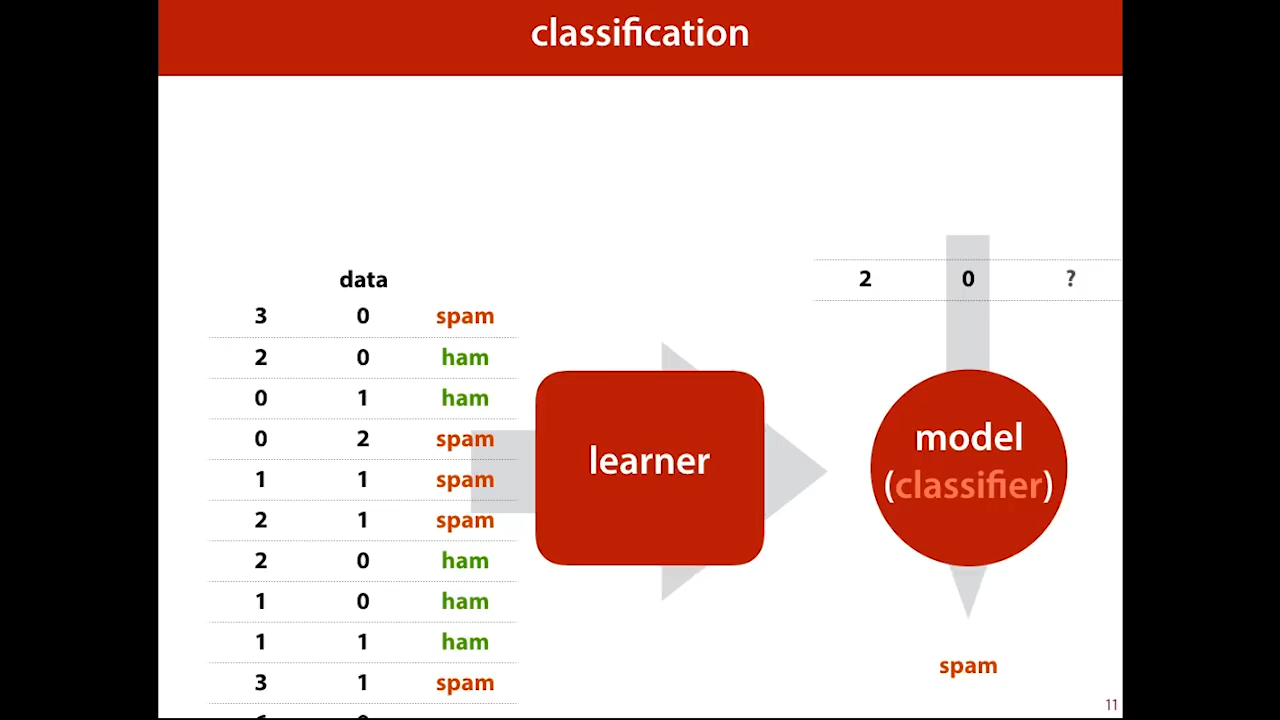 classification
data
3 0 spam
2 0 ham
0 1 ham
0 2 spam
1 1 spam
2 1 spam
2 0 ham
1 0 ham
1 1 ham
3 1 spam
learner
2 0 ?
model
(classifier)
spam
11